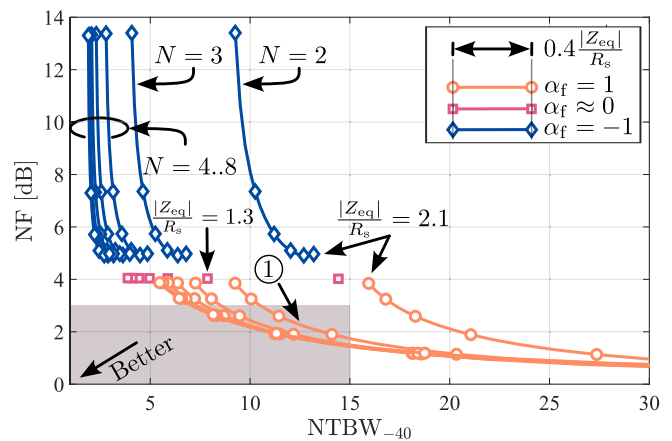 14
12
10
8
6
4
2
0
NF [dB]
5
10
15
20
25
30
NTBW₋₄₀
N = 3
N = 2
N = 4..8
|Z_eq|/R_s = 1.3
|Z_eq|/R_s = 2.1
①
Better
0.4 |Z_eq|/R_s
α_f = 1
α_f ≈ 0
α_f = −1